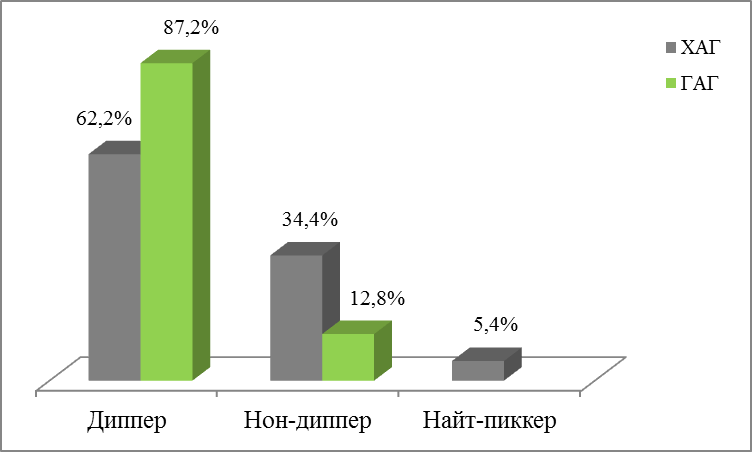 87,2%
ХАГ
ГАГ
62,2%
34,4%
12,8%
5,4%
Диппер
Нон-диппер
Найт-пиккер